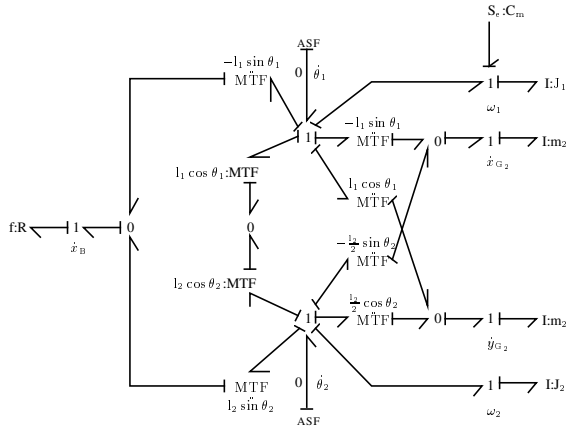 Sₑ:Cₘ
ASF
−l₁ sin θ₁
MTF
0 θ̇₁
1 I:J₁
ω₁
−l₁ sin θ₁
1 MTF 0 1 I:m₂
ẋG₂
l₁ cos θ₁:MTF
l₁ cos θ₁
MTF
f:R 1 0 0
ẋB
−l₂/2 sin θ₂
MTF
l₂ cos θ₂:MTF
l₂/2 cos θ₂
1 MTF 0 1 I:m₂
ẏG₂
MTF
l₂ sin θ₂
0 θ̇₂
1 I:J₂
ω₂
ASF